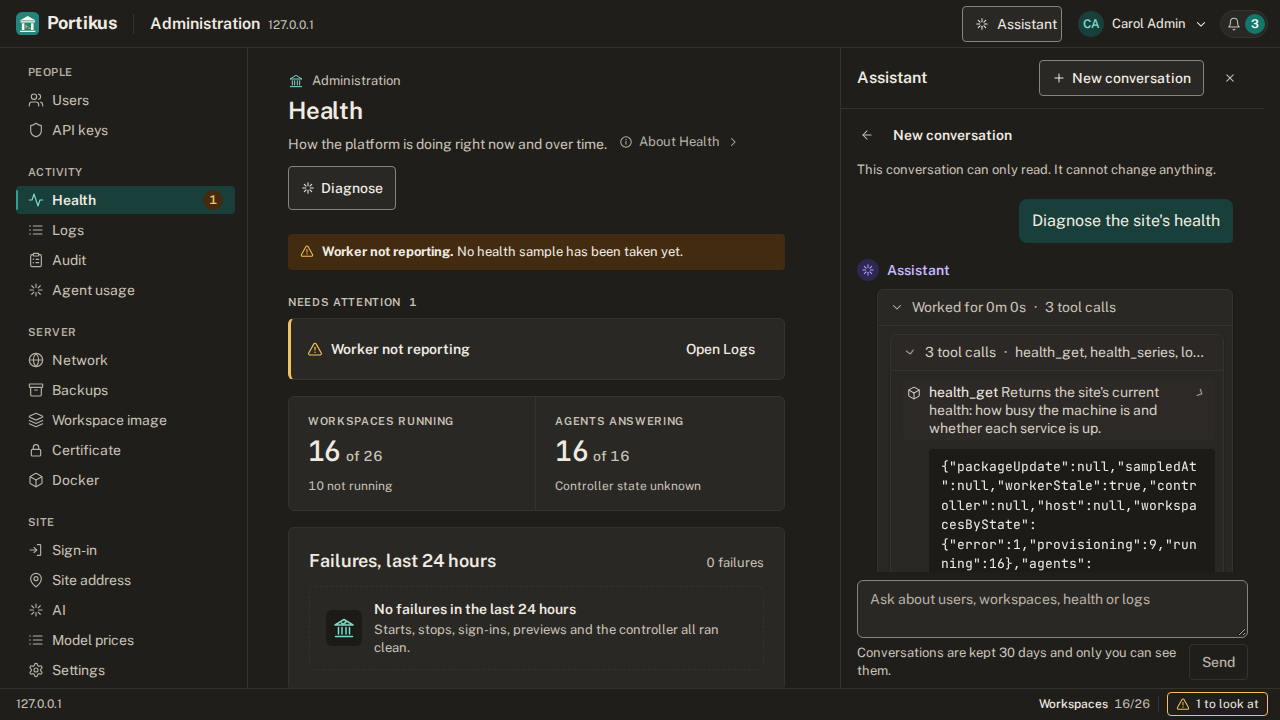 Portikus
Administration 127.0.0.1
Assistant
CA Carol Admin
3
PEOPLE
Users
API keys
ACTIVITY
Health 1
Logs
Audit
Agent usage
SERVER
Network
Backups
Workspace image
Certificate
Docker
SITE
Sign-in
Site address
AI
Model prices
Settings
Administration
Health
How the platform is doing right now and over time.
About Health
Diagnose
Worker not reporting. No health sample has been taken yet.
NEEDS ATTENTION 1
Worker not reporting
Open Logs
WORKSPACES RUNNING
16 of 26
10 not running
AGENTS ANSWERING
16 of 16
Controller state unknown
Failures, last 24 hours
0 failures
No failures in the last 24 hours
Starts, stops, sign-ins, previews and the controller all ran
clean.
Assistant
New conversation
New conversation
This conversation can only read. It cannot change anything.
Diagnose the site's health
Assistant
Worked for 0m 0s · 3 tool calls
3 tool calls · health_get, health_series, lo...
health_get Returns the site's current
health: how busy the machine is and
whether each service is up.
{"packageUpdate":null,"sampledAt
":null,"workerStale":true,"contr
oller":null,"host":null,"workspa
cesByState":
{"error":1,"provisioning":9,"run
ning":16},"agents":
Ask about users, workspaces, health or logs
Conversations are kept 30 days and only you can see
them.
Send
127.0.0.1
Workspaces 16/26
1 to look at